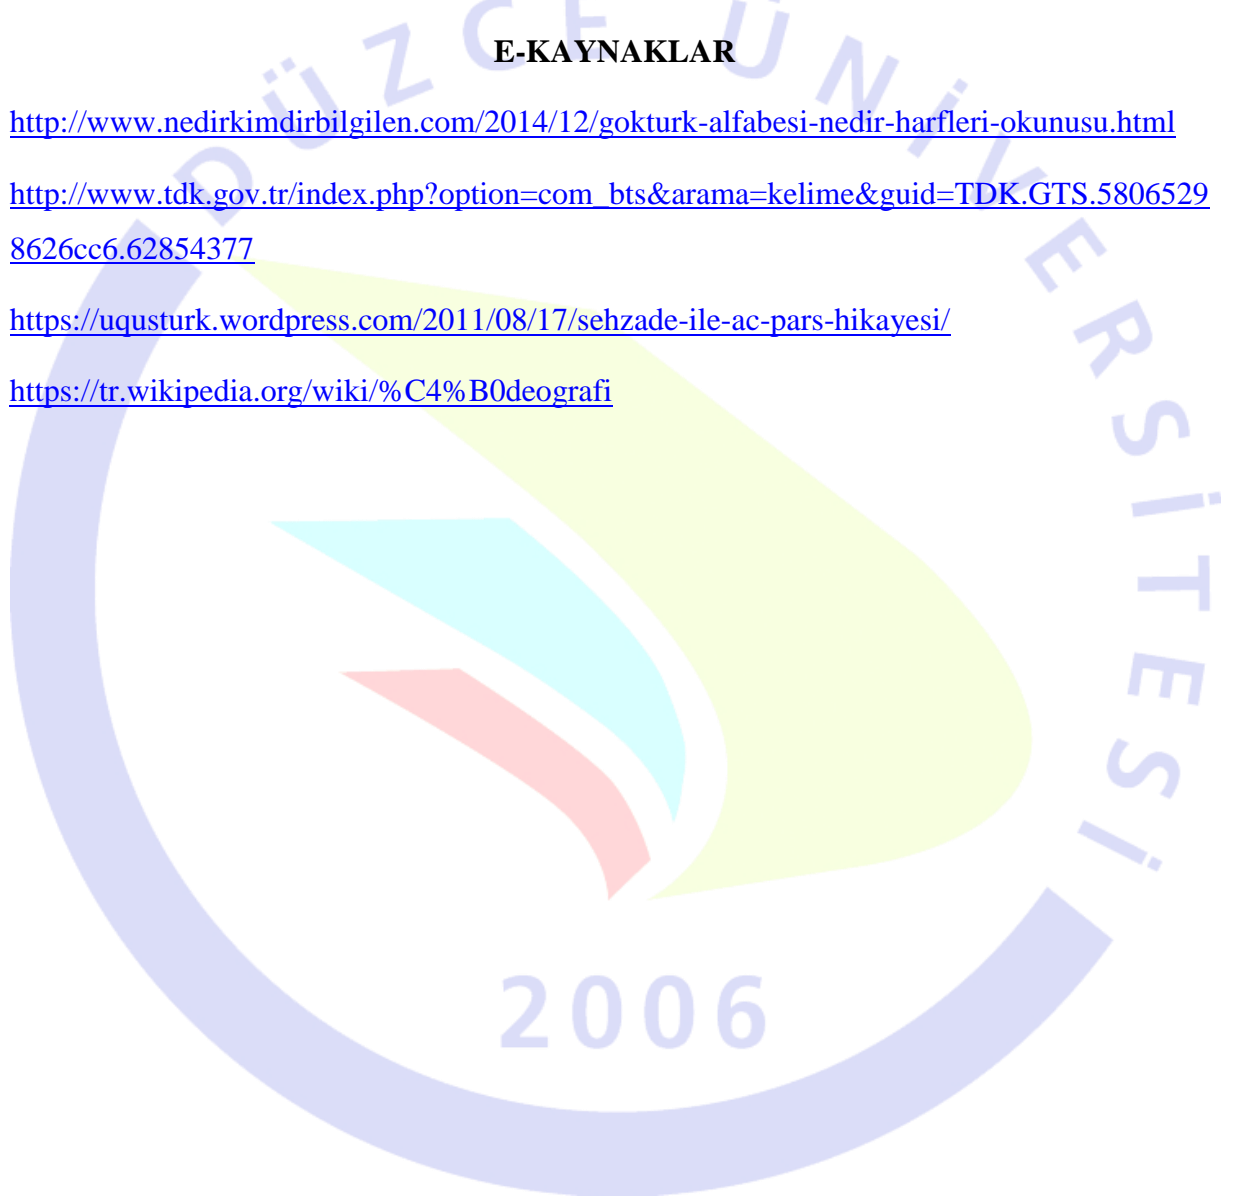 DÜZCE ÜNİVERSİTESİ
E-KAYNAKLAR
http://www.nedirkimdirbilgilen.com/2014/12/gokturk-alfabesi-nedir-harfleri-okunusu.html
http://www.tdk.gov.tr/index.php?option=com_bts&arama=kelime&guid=TDK.GTS.5806529
8626cc6.62854377
https://uqusturk.wordpress.com/2011/08/17/sehzade-ile-ac-pars-hikayesi/
https://tr.wikipedia.org/wiki/%C4%B0deografi
2006